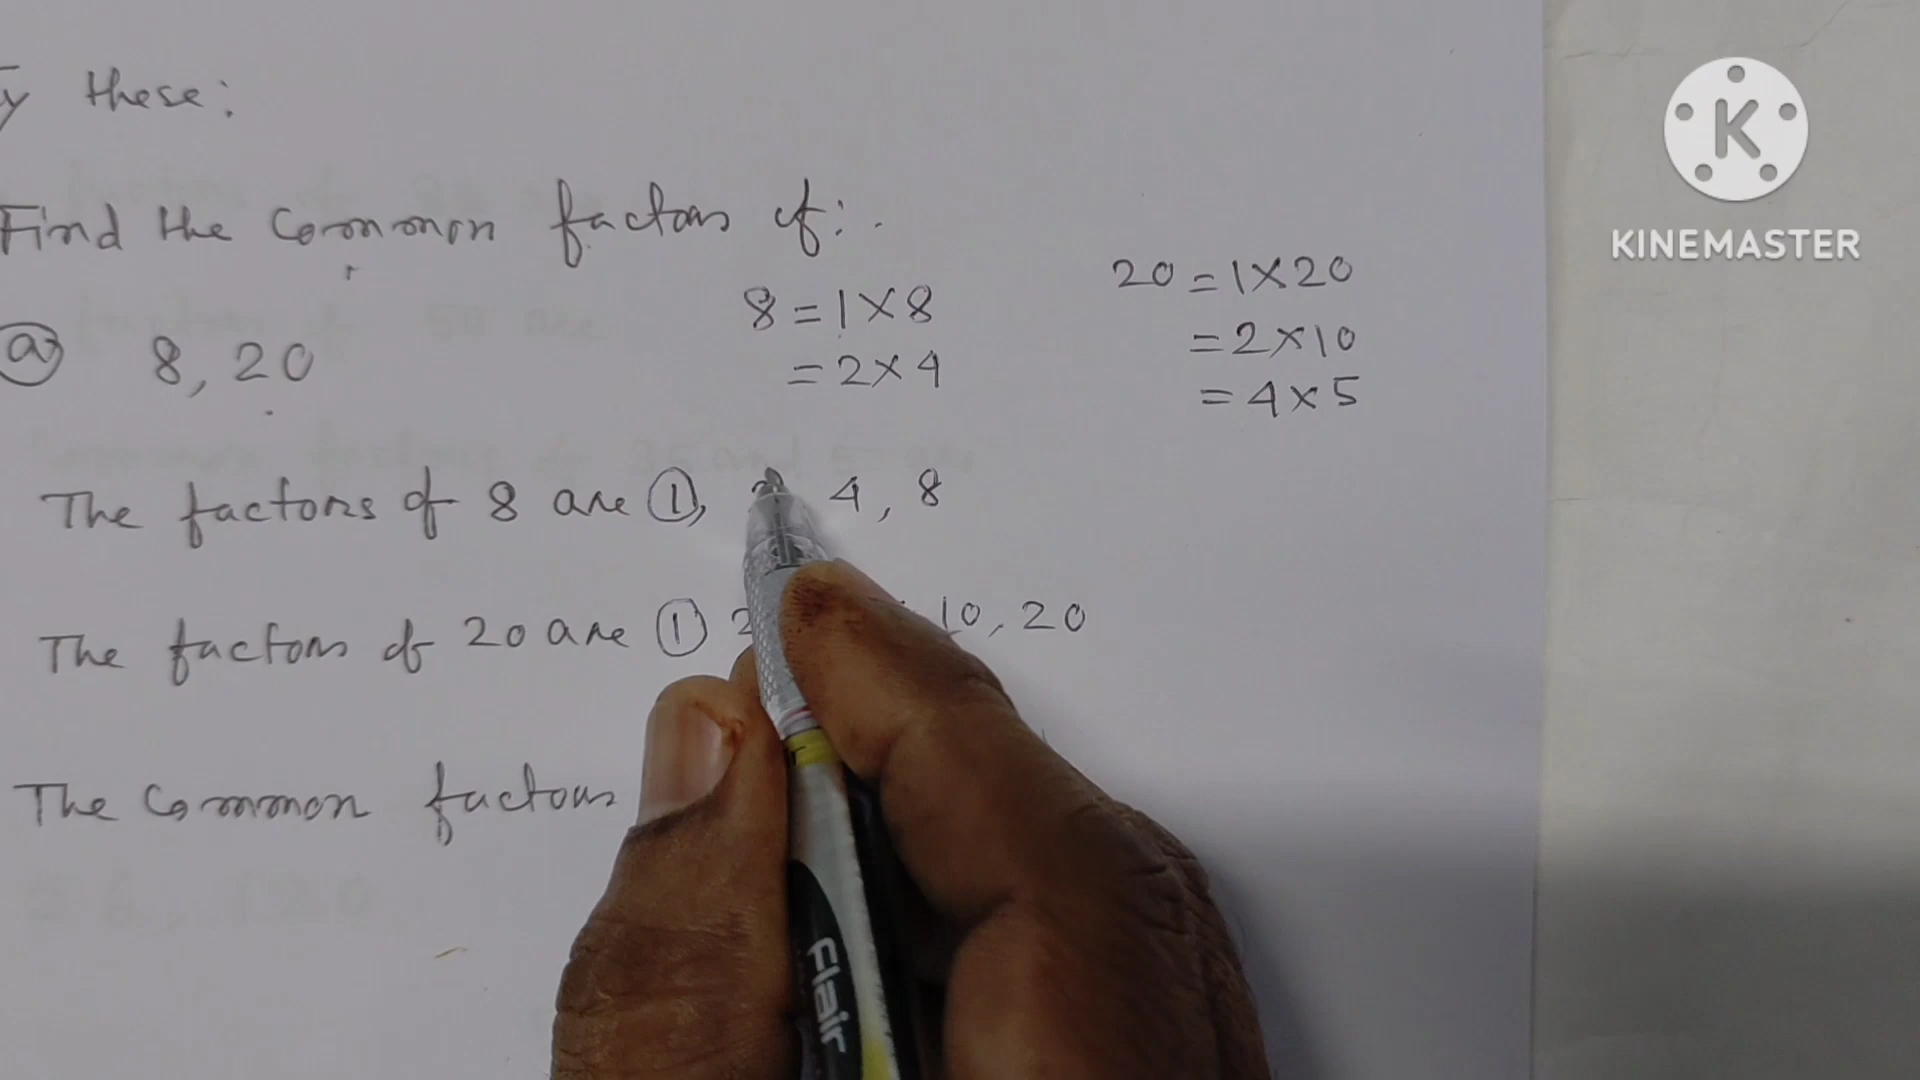 y these:
Find the common factors of:.
a 8, 20
8 = 1 × 8
= 2 × 4
20 = 1 × 20
= 2 × 10
= 4 × 5
The factors of 8 are 1, 2 4, 8
The factors of 20 are 1 2 10, 20
The common factors
Flair
K
KINEMASTER